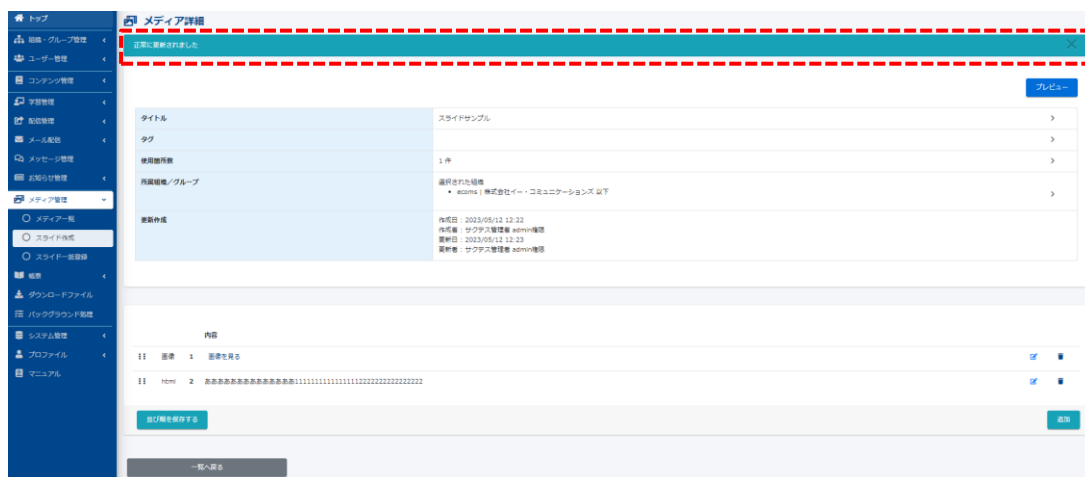 トップ
組織・グループ管理
ユーザー管理
コンテンツ管理
学習管理
配信管理
メール配信
メッセージ管理
お知らせ管理
メディア管理
メディア一覧
スライド作成
スライド一括登録
帳票
ダウンロードファイル
バックグラウンド処理
システム管理
プロファイル
マニュアル
メディア詳細
正常に更新されました
プレビュー
タイトル スライドサンプル
タグ
使用箇所数 1 件
所属組織/グループ 選択された組織
• ecoms | 株式会社イー・コミュニケーションズ 以下
更新作成 作成日 : 2023/05/12 12:22
作成者 : サクテス管理者 admin権限
更新日 : 2023/05/12 12:23
更新者 : サクテス管理者 admin権限
内容
画像 1 画像を見る
html 2 ああああああああああああああ11111111111111112222222222222222
並び順を保存する
追加
一覧へ戻る